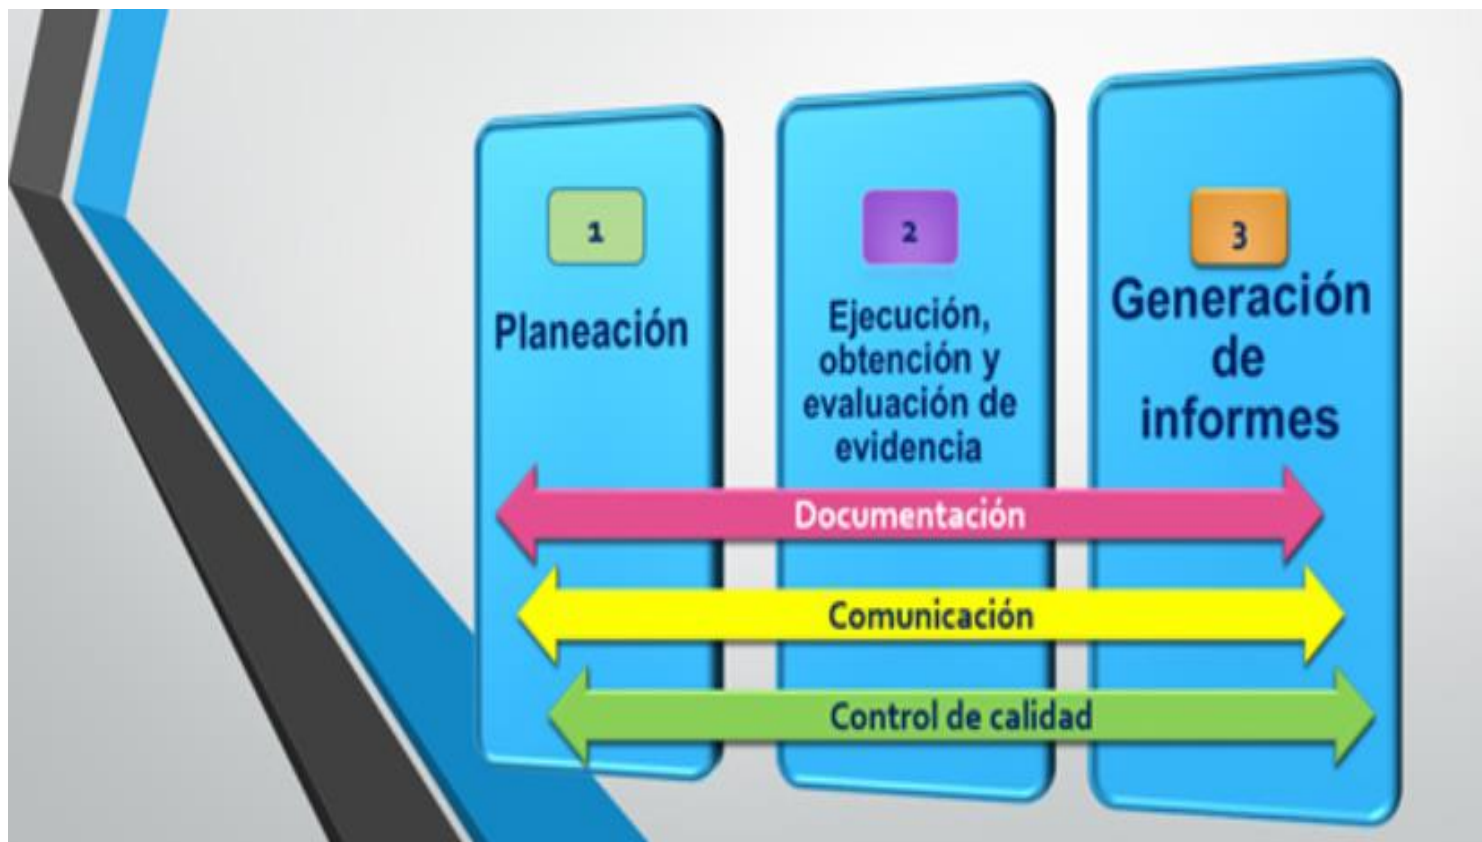 1
Planeación
2
Ejecución,
obtención y
evaluación de
evidencia
3
Generación
de
informes
Documentación
Comunicación
Control de calidad